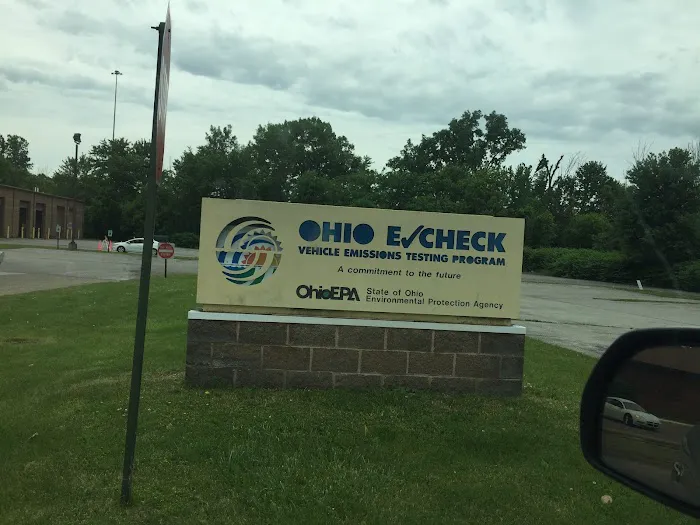 OHIO E✓CHECK
VEHICLE EMISSIONS TESTING PROGRAM
A commitment to the future
OhioEPA State of Ohio
Environmental Protection Agency